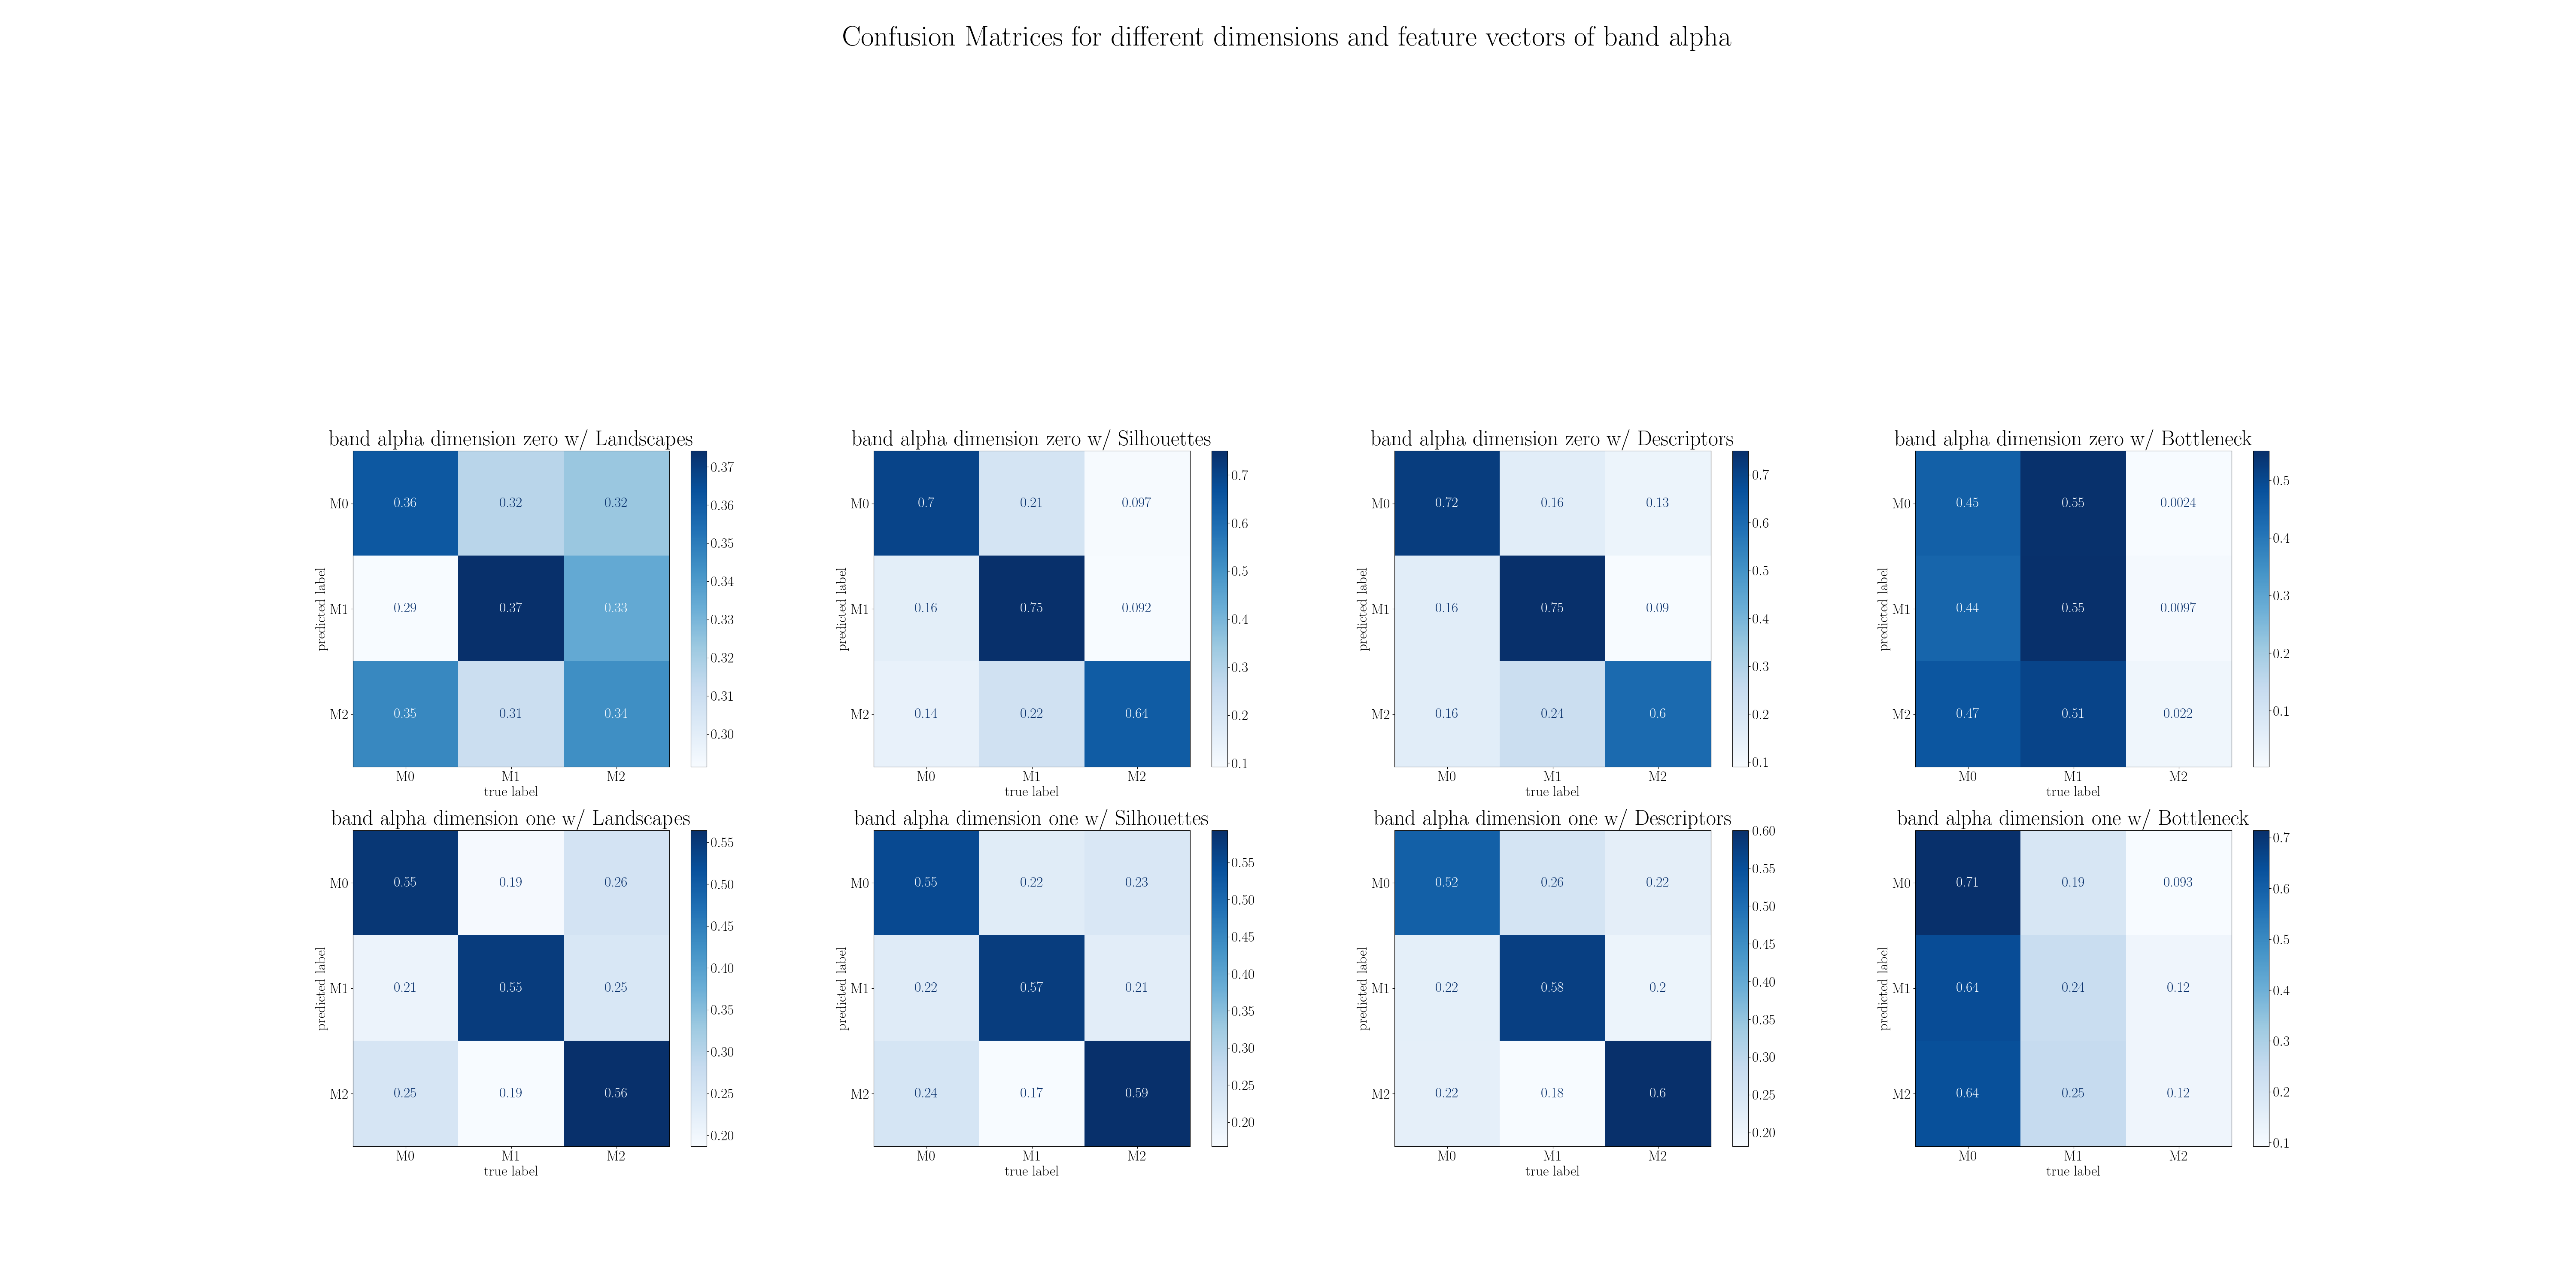 Confusion Matrices for different dimensions and feature vectors of band alpha
band alpha dimension zero w/ Landscapes
M0 0.36 0.32 0.32
M1 0.29 0.37 0.33
M2 0.35 0.31 0.34
predicted label
M0 M1 M2
true label
0.37
0.36
0.35
0.34
0.33
0.32
0.31
0.30
band alpha dimension zero w/ Silhouettes
M0 0.7 0.21 0.097
M1 0.16 0.75 0.092
M2 0.14 0.22 0.64
predicted label
M0 M1 M2
true label
0.7
0.6
0.5
0.4
0.3
0.2
0.1
band alpha dimension zero w/ Descriptors
M0 0.72 0.16 0.13
M1 0.16 0.75 0.09
M2 0.16 0.24 0.6
predicted label
M0 M1 M2
true label
0.7
0.6
0.5
0.4
0.3
0.2
0.1
band alpha dimension zero w/ Bottleneck
M0 0.45 0.55 0.0024
M1 0.44 0.55 0.0097
M2 0.47 0.51 0.022
predicted label
M0 M1 M2
true label
0.5
0.4
0.3
0.2
0.1
band alpha dimension one w/ Landscapes
M0 0.55 0.19 0.26
M1 0.21 0.55 0.25
M2 0.25 0.19 0.56
predicted label
M0 M1 M2
true label
0.55
0.50
0.45
0.40
0.35
0.30
0.25
0.20
band alpha dimension one w/ Silhouettes
M0 0.55 0.22 0.23
M1 0.22 0.57 0.21
M2 0.24 0.17 0.59
predicted label
M0 M1 M2
true label
0.55
0.50
0.45
0.40
0.35
0.30
0.25
0.20
band alpha dimension one w/ Descriptors
M0 0.52 0.26 0.22
M1 0.22 0.58 0.2
M2 0.22 0.18 0.6
predicted label
M0 M1 M2
true label
0.60
0.55
0.50
0.45
0.40
0.35
0.30
0.25
0.20
band alpha dimension one w/ Bottleneck
M0 0.71 0.19 0.093
M1 0.64 0.24 0.12
M2 0.64 0.25 0.12
predicted label
M0 M1 M2
true label
0.7
0.6
0.5
0.4
0.3
0.2
0.1